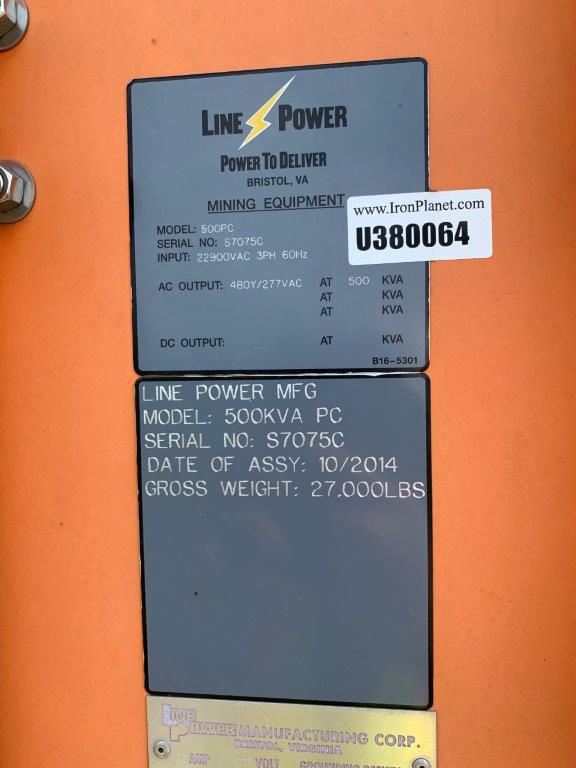 LINE POWER
POWER TO DELIVER
BRISTOL, VA
MINING EQUIPMENT
www.IronPlanet.com
U380064
MODEL: 500PC
SERIAL NO: S7075C
INPUT: 22900VAC 3PH 60Hz
AC OUTPUT: 480Y/277VAC AT 500 KVA
AT KVA
AT KVA
DC OUTPUT: AT KVA
B16-5301
LINE POWER MFG
MODEL: 500KVA PC
SERIAL NO: S7075C
DATE OF ASSY: 10/2014
GROSS WEIGHT: 27,000LBS
LINE POWER MANUFACTURING CORP.
BRISTOL, VIRGINIA
AMP VOLT GROUNDING